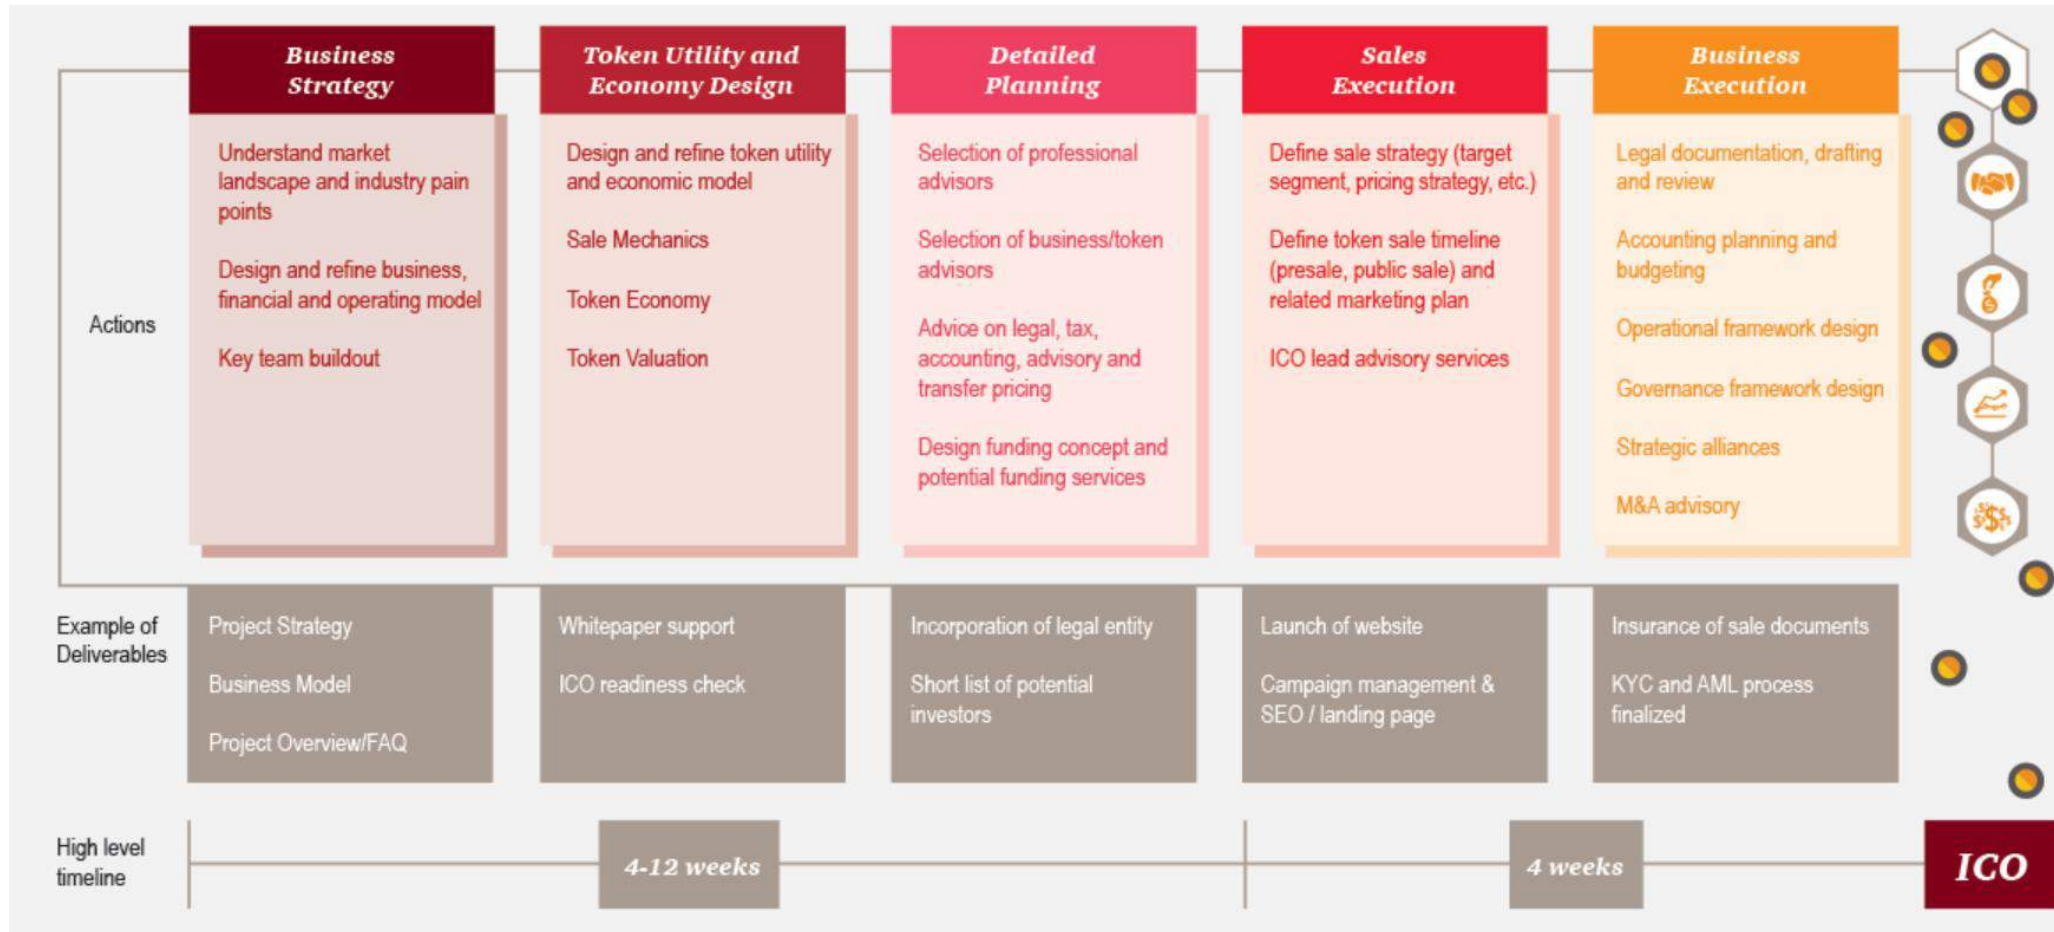 Business
Strategy
Token Utility and
Economy Design
Detailed
Planning
Sales
Execution
Business
Execution
Actions
Understand market
landscape and industry pain
points
Design and refine business,
financial and operating model
Key team buildout
Design and refine token utility
and economic model
Sale Mechanics
Token Economy
Token Valuation
Selection of professional
advisors
Selection of business/token
advisors
Advice on legal, tax,
accounting, advisory and
transfer pricing
Design funding concept and
potential funding services
Define sale strategy (target
segment, pricing strategy, etc.)
Define token sale timeline
(presale, public sale) and
related marketing plan
ICO lead advisory services
Legal documentation, drafting
and review
Accounting planning and
budgeting
Operational framework design
Governance framework design
Strategic alliances
M&A advisory
Example of
Deliverables
Project Strategy
Business Model
Project Overview/FAQ
Whitepaper support
ICO readiness check
Incorporation of legal entity
Short list of potential
investors
Launch of website
Campaign management &
SEO / landing page
Insurance of sale documents
KYC and AML process
finalized
High level
timeline
4-12 weeks
4 weeks
ICO